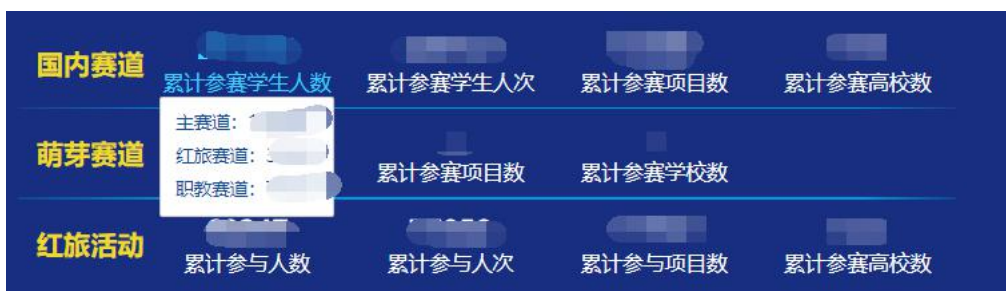 国内赛道
累计参赛学生人数 累计参赛学生人次 累计参赛项目数 累计参赛高校数
主赛道:
红旅赛道:
职教赛道:
萌芽赛道
累计参赛项目数 累计参赛学校数
红旅活动
累计参与人数 累计参与人次 累计参与项目数 累计参赛高校数